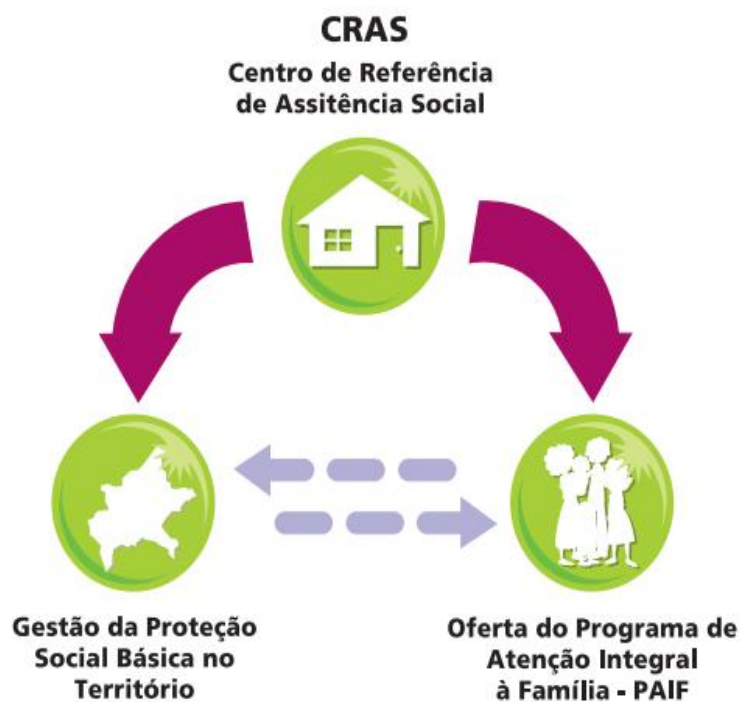 CRAS
Centro de Referência
de Assitência Social
Gestão da Proteção
Social Básica no
Território
Oferta do Programa de
Atenção Integral
à Família - PAIF